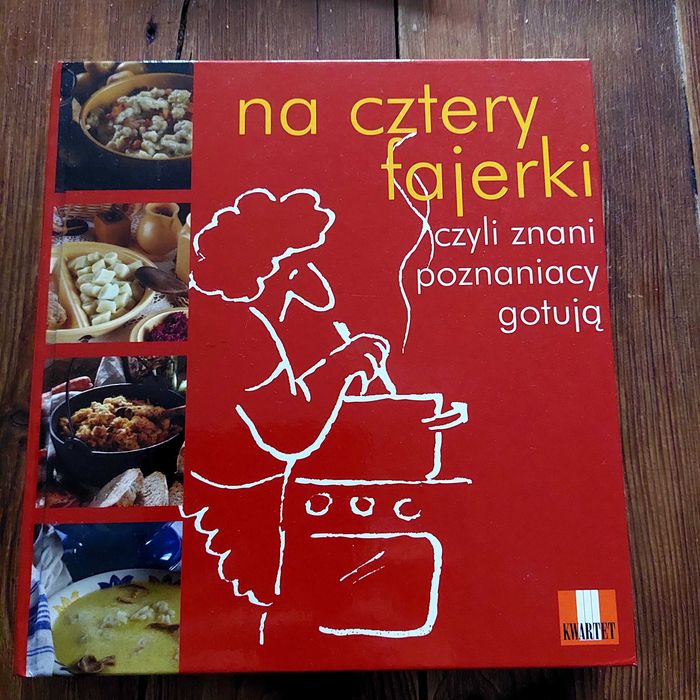 na cztery
fajerki
czyli znani
poznaniacy
gotują
KWARTET